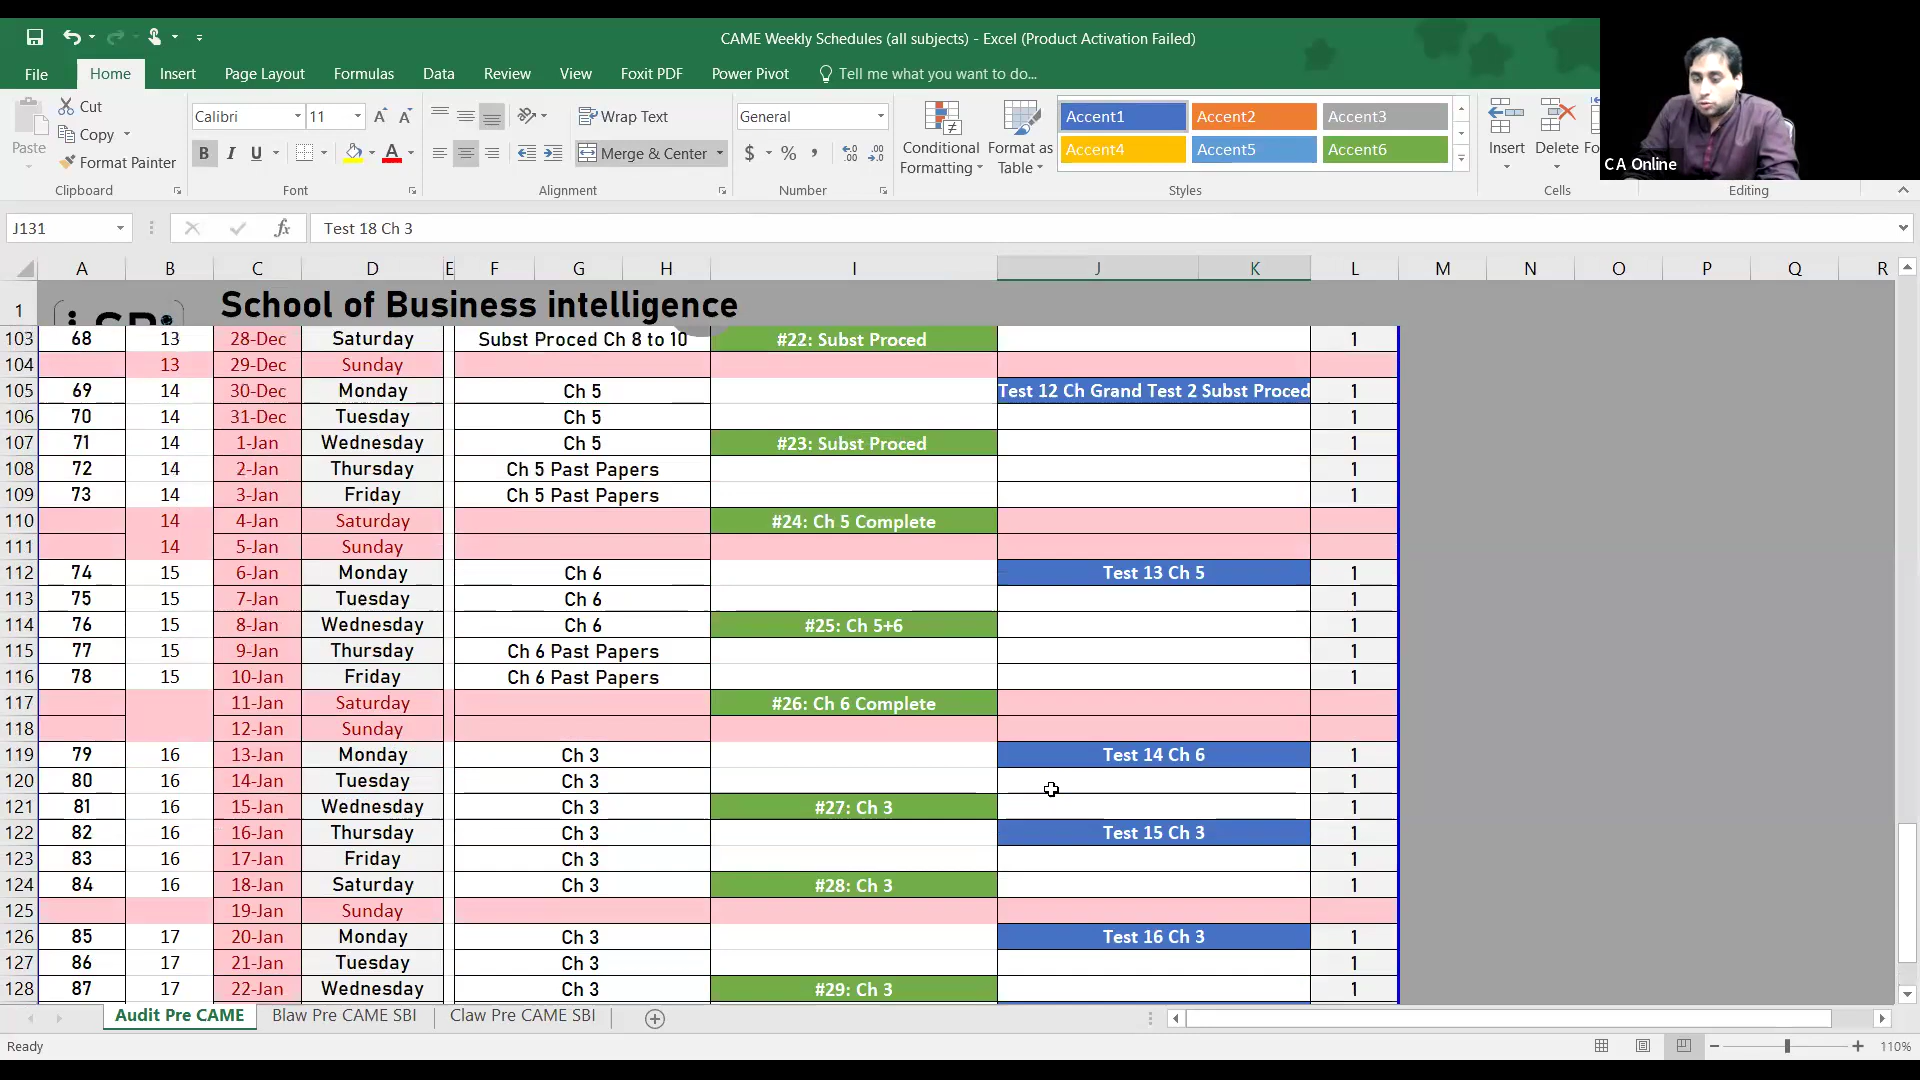 CAME Weekly Schedules (all subjects) - Excel (Product Activation Failed)
File Home Insert Page Layout Formulas Data Review View Foxit PDF Power Pivot Tell me what you want to do...
Paste Cut Copy Format Painter
Calibri 11 B I U A A
Wrap Text Merge & Center
General $ %
Conditional Formatting Format as Table
Accent1 Accent2 Accent3
Accent4 Accent5 Accent6
Insert Delete
Clipboard Font Alignment Number Styles Cells Editing
C A Online
J131 fx Test 18 Ch 3
A B C D E F G H I J K L M N O P Q R
1 School of Business intelligence
103 68 13 28-Dec Saturday Subst Proced Ch 8 to 10 #22: Subst Proced 1
104 13 29-Dec Sunday
105 69 14 30-Dec Monday Ch 5 Test 12 Ch Grand Test 2 Subst Proced 1
106 70 14 31-Dec Tuesday Ch 5 1
107 71 14 1-Jan Wednesday Ch 5 #23: Subst Proced 1
108 72 14 2-Jan Thursday Ch 5 Past Papers 1
109 73 14 3-Jan Friday Ch 5 Past Papers 1
110 14 4-Jan Saturday #24: Ch 5 Complete
111 14 5-Jan Sunday
112 74 15 6-Jan Monday Ch 6 Test 13 Ch 5 1
113 75 15 7-Jan Tuesday Ch 6 1
114 76 15 8-Jan Wednesday Ch 6 #25: Ch 5+6 1
115 77 15 9-Jan Thursday Ch 6 Past Papers 1
116 78 15 10-Jan Friday Ch 6 Past Papers 1
117 11-Jan Saturday #26: Ch 6 Complete
118 12-Jan Sunday
119 79 16 13-Jan Monday Ch 3 Test 14 Ch 6 1
120 80 16 14-Jan Tuesday Ch 3 1
121 81 16 15-Jan Wednesday Ch 3 #27: Ch 3 1
122 82 16 16-Jan Thursday Ch 3 Test 15 Ch 3 1
123 83 16 17-Jan Friday Ch 3 1
124 84 16 18-Jan Saturday Ch 3 #28: Ch 3 1
125 19-Jan Sunday
126 85 17 20-Jan Monday Ch 3 Test 16 Ch 3 1
127 86 17 21-Jan Tuesday Ch 3 1
128 87 17 22-Jan Wednesday Ch 3 #29: Ch 3 1
Audit Pre CAME Blaw Pre CAME SBI Claw Pre CAME SBI
Ready 110%